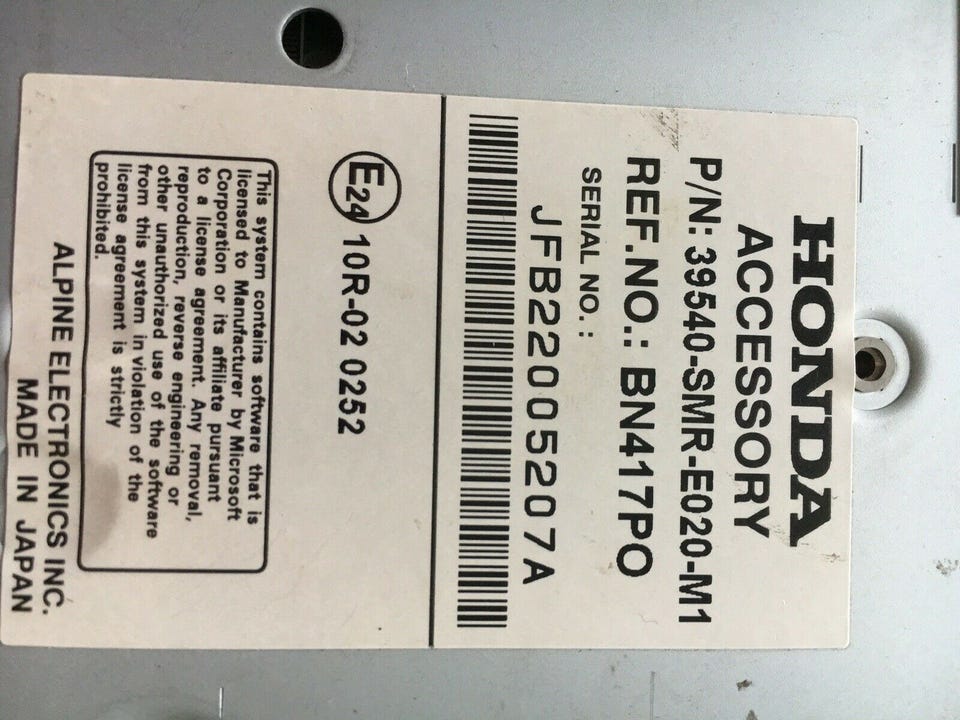 HONDA
ACCESSORY
P/N: 39540-SMR-E020-M1
REF.NO.: BN417PO
SERIAL NO. :
JFB22005207A
E24 10R-02 0252
This system contains software that is
licensed to Manufacturer by Microsoft
Corporation or its affiliate pursuant
to a license agreement. Any removal,
reproduction, reverse engineering or
other unauthorized use of the software
from this system in violation of the
license agreement is strictly
prohibited.
ALPINE ELECTRONICS INC.
MADE IN JAPAN